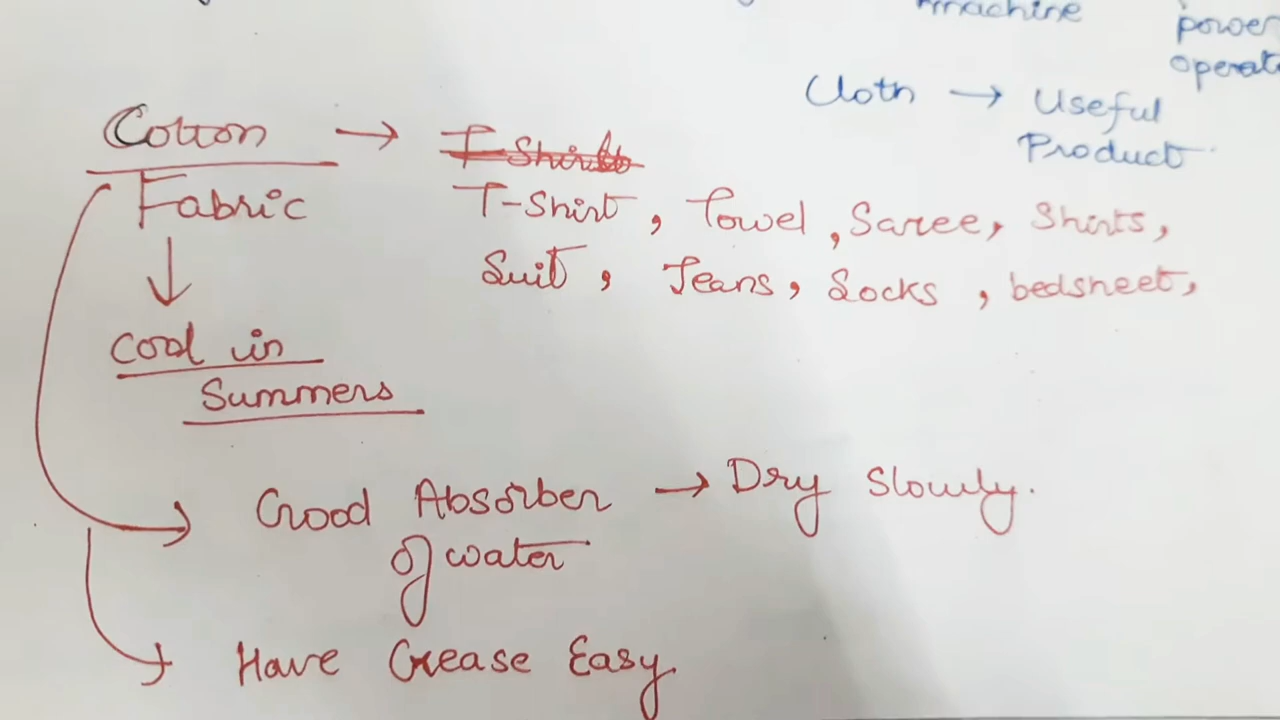 machine
power
operat
Cloth → Useful
Product
Cotton → T-Shirt
Fabric
T-Shirt, Towel, Saree, Shirts,
Suit, Jeans, Socks, bedsheet,
Cool in
Summers
Good Absorber → Dry Slowly.
of water
Have Crease Easy